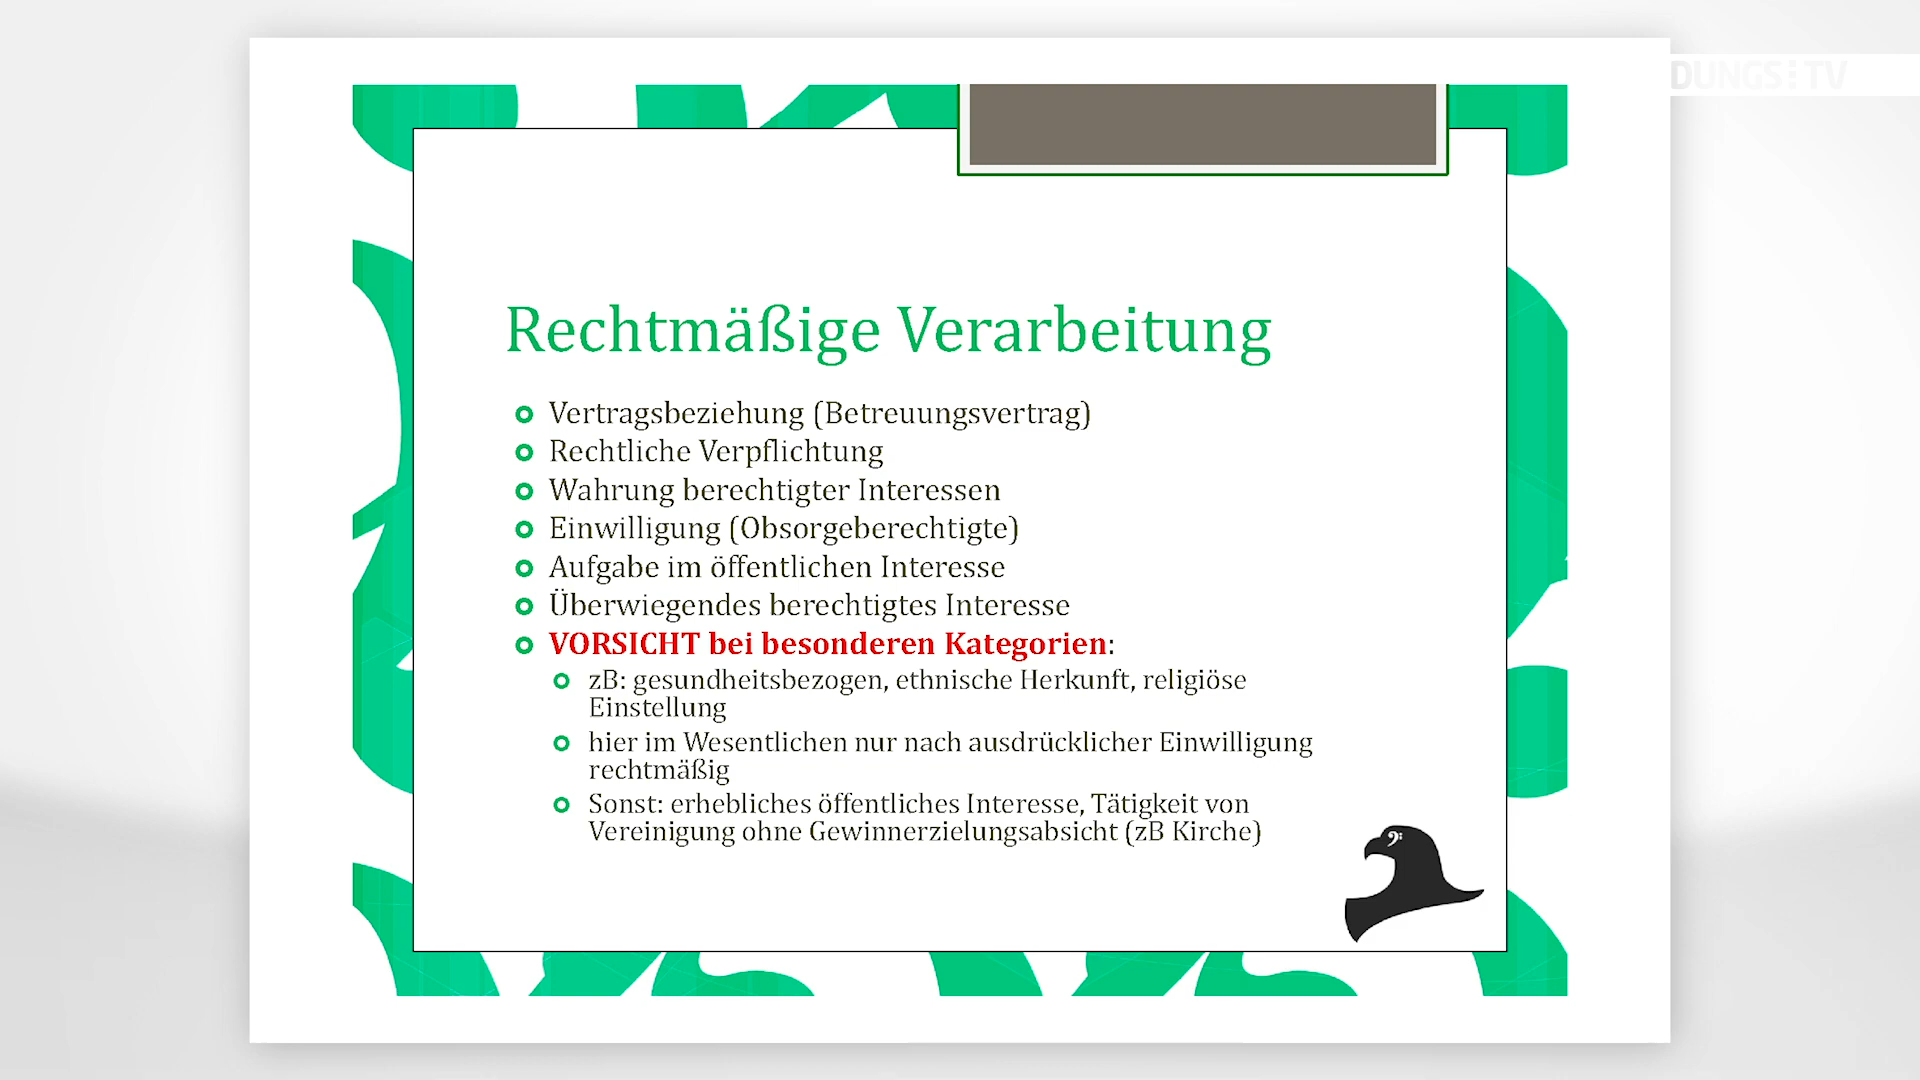 DUNGS TV
Rechtmäßige Verarbeitung
Vertragsbeziehung (Betreuungsvertrag)
Rechtliche Verpflichtung
Wahrung berechtigter Interessen
Einwilligung (Obsorgeberechtigte)
Aufgabe im öffentlichen Interesse
Überwiegendes berechtigtes Interesse
VORSICHT bei besonderen Kategorien:
zB: gesundheitsbezogen, ethnische Herkunft, religiöse
Einstellung
hier im Wesentlichen nur nach ausdrücklicher Einwilligung
rechtmäßig
Sonst: erhebliches öffentliches Interesse, Tätigkeit von
Vereinigung ohne Gewinnerzielungsabsicht (zB Kirche)